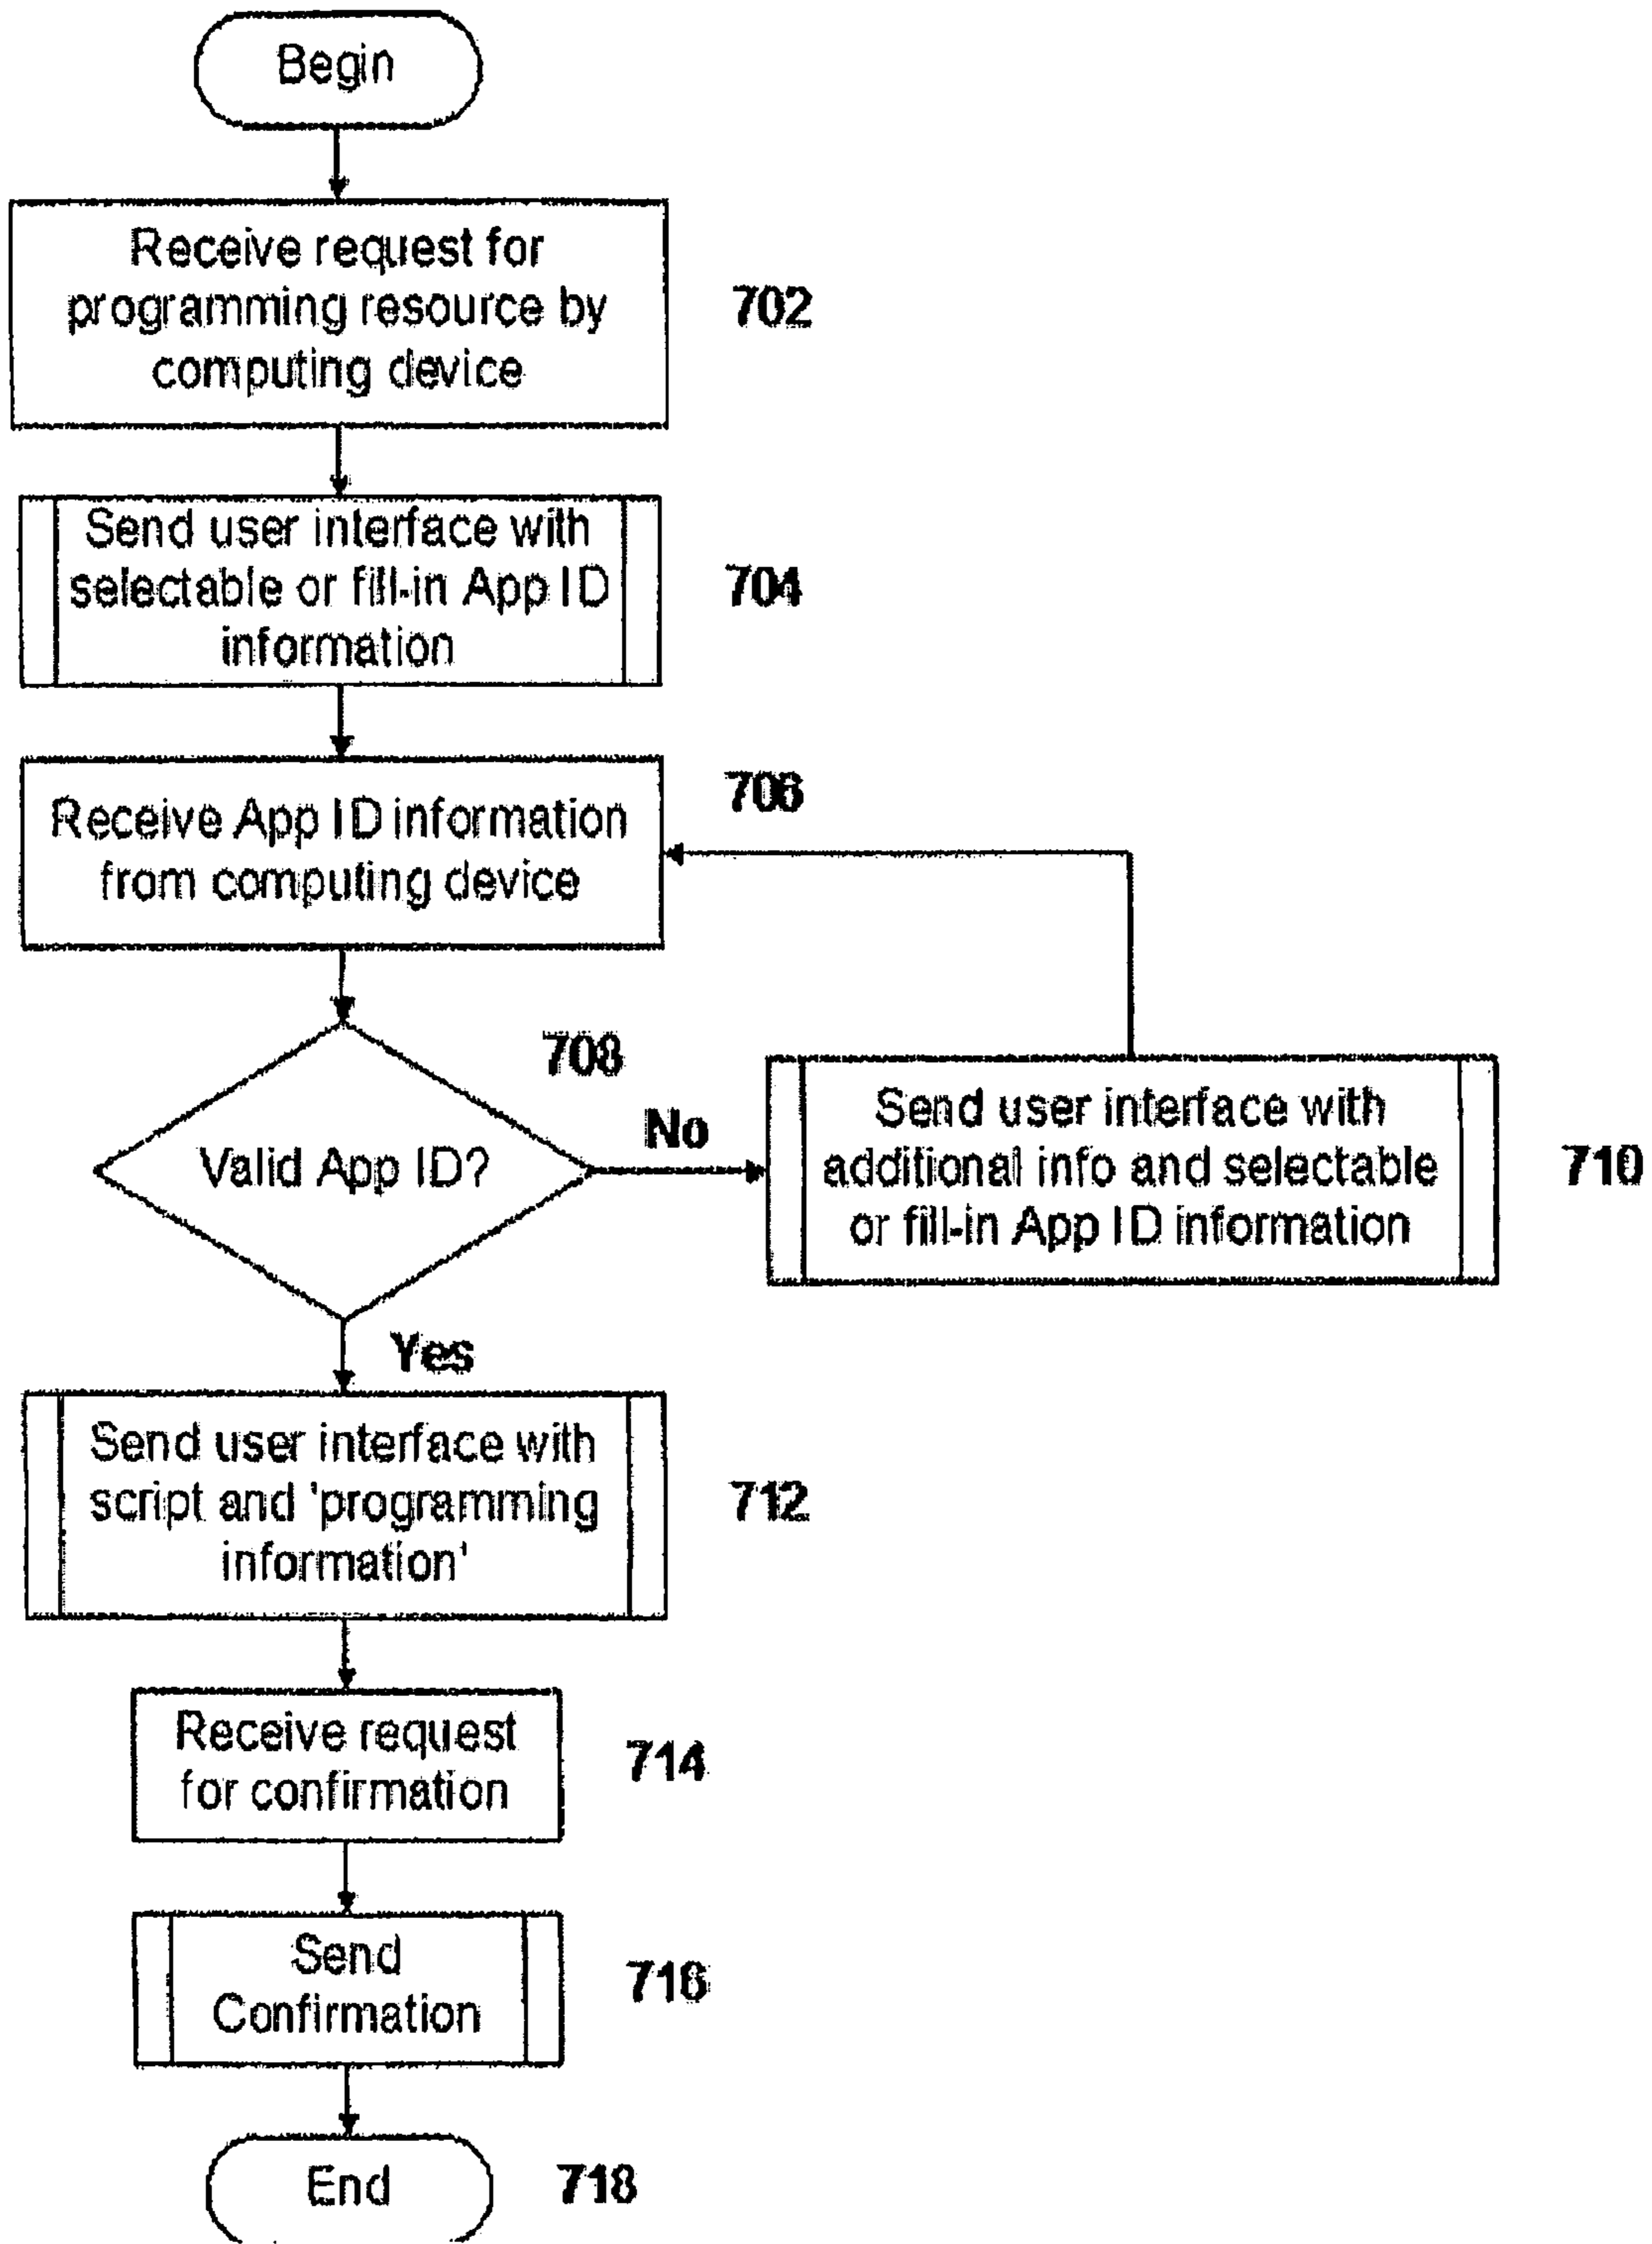 Begin
Receive request for
programming resource by
computing device
702
Send user interface with
selectable or fill-in App ID
information
704
706
Receive App ID information
from computing device
708
Valid App ID?
No
Send user interface with
additional info and selectable
or fill-in App ID information
710
Yes
Send user interface with
script and 'programming
information'
712
Receive request
for confirmation
714
Send
Confirmation
716
End
718